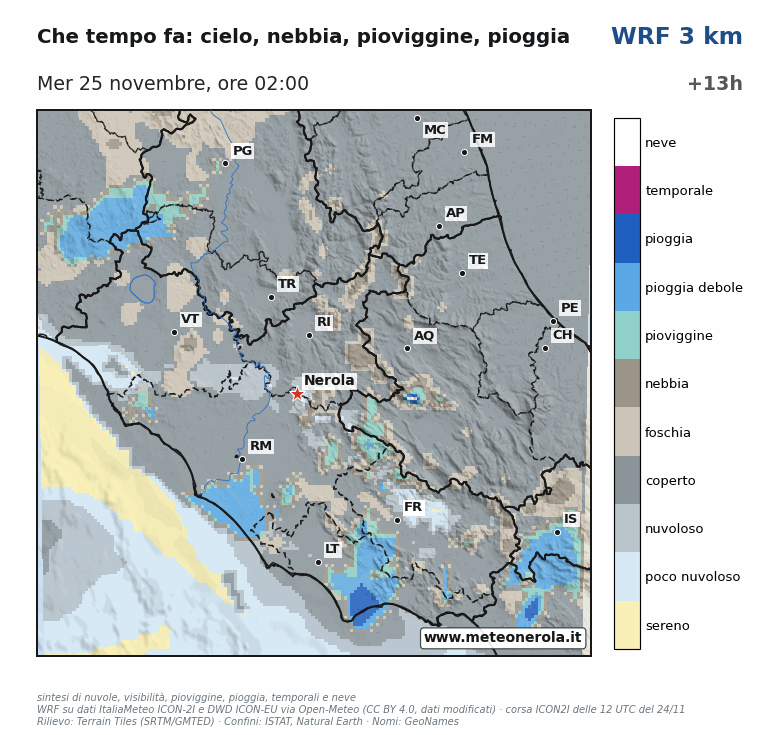 Che tempo fa: cielo, nebbia, pioviggine, pioggia
WRF 3 km
Mer 25 novembre, ore 02:00
+13h
MC
FM
PG
AP
TE
TR
PE
VT
RI
AQ
CH
Nerola
RM
FR
IS
LT
www.meteonerola.it
neve
temporale
pioggia
pioggia debole
pioviggine
nebbia
foschia
coperto
nuvoloso
poco nuvoloso
sereno
sintesi di nuvole, visibilità, pioviggine, pioggia, temporali e neve
WRF su dati ItaliaMeteo ICON-2I e DWD ICON-EU via Open-Meteo (CC BY 4.0, dati modificati) · corsa ICON2I delle 12 UTC del 24/11
Rilievo: Terrain Tiles (SRTM/GMTED) · Confini: ISTAT, Natural Earth · Nomi: GeoNames